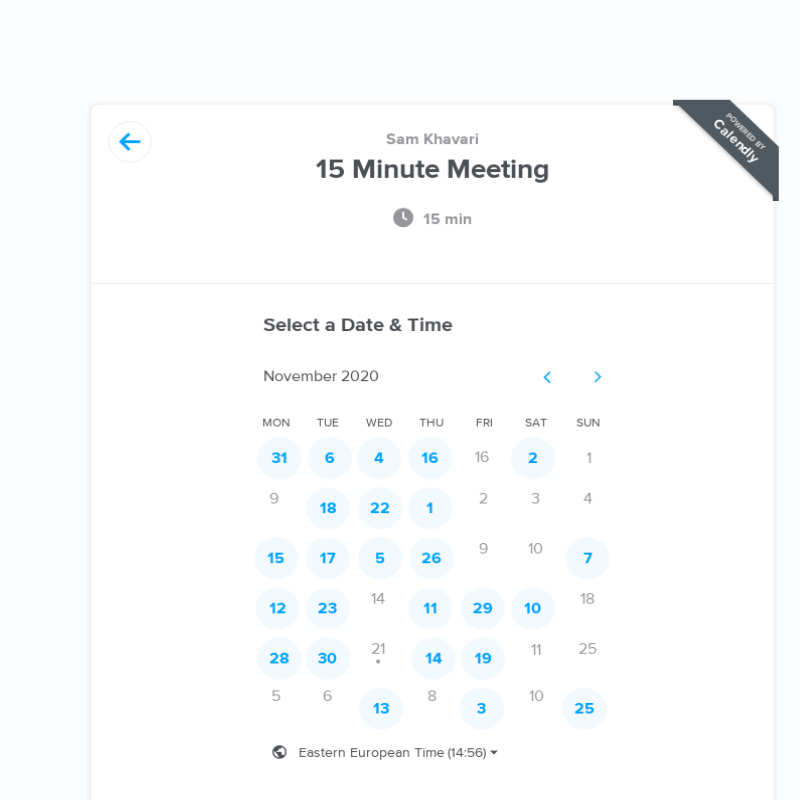 POWERED BY
Calendly
Sam Khavari
15 Minute Meeting
15 min
Select a Date & Time
November 2020
MON TUE WED THU FRI SAT SUN
31 6 4 16 16 2 1
9 18 22 1 2 3 4
15 17 5 26 9 10 7
12 23 14 11 29 10 18
28 30 21 14 19 11 25
5 6 13 8 3 10 25
Eastern European Time (14:56)